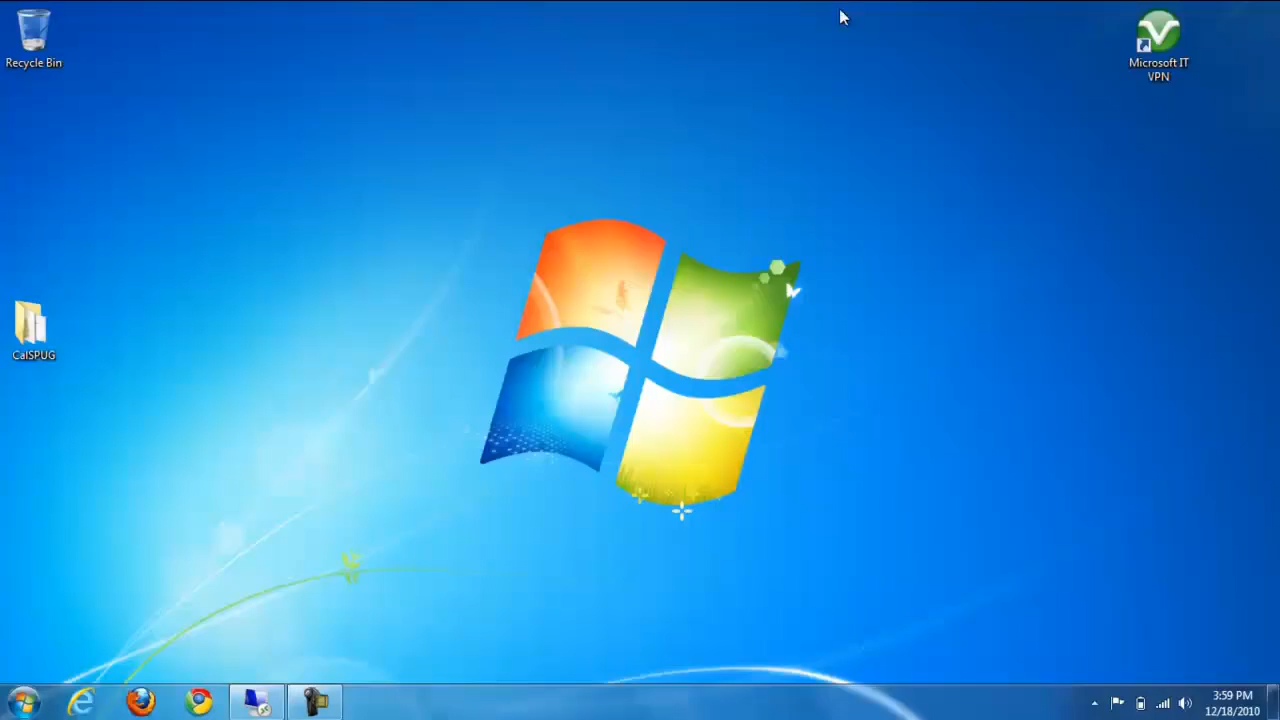 Recycle Bin
Microsoft IT
VPN
CalSPUG
3:59 PM
12/18/2010